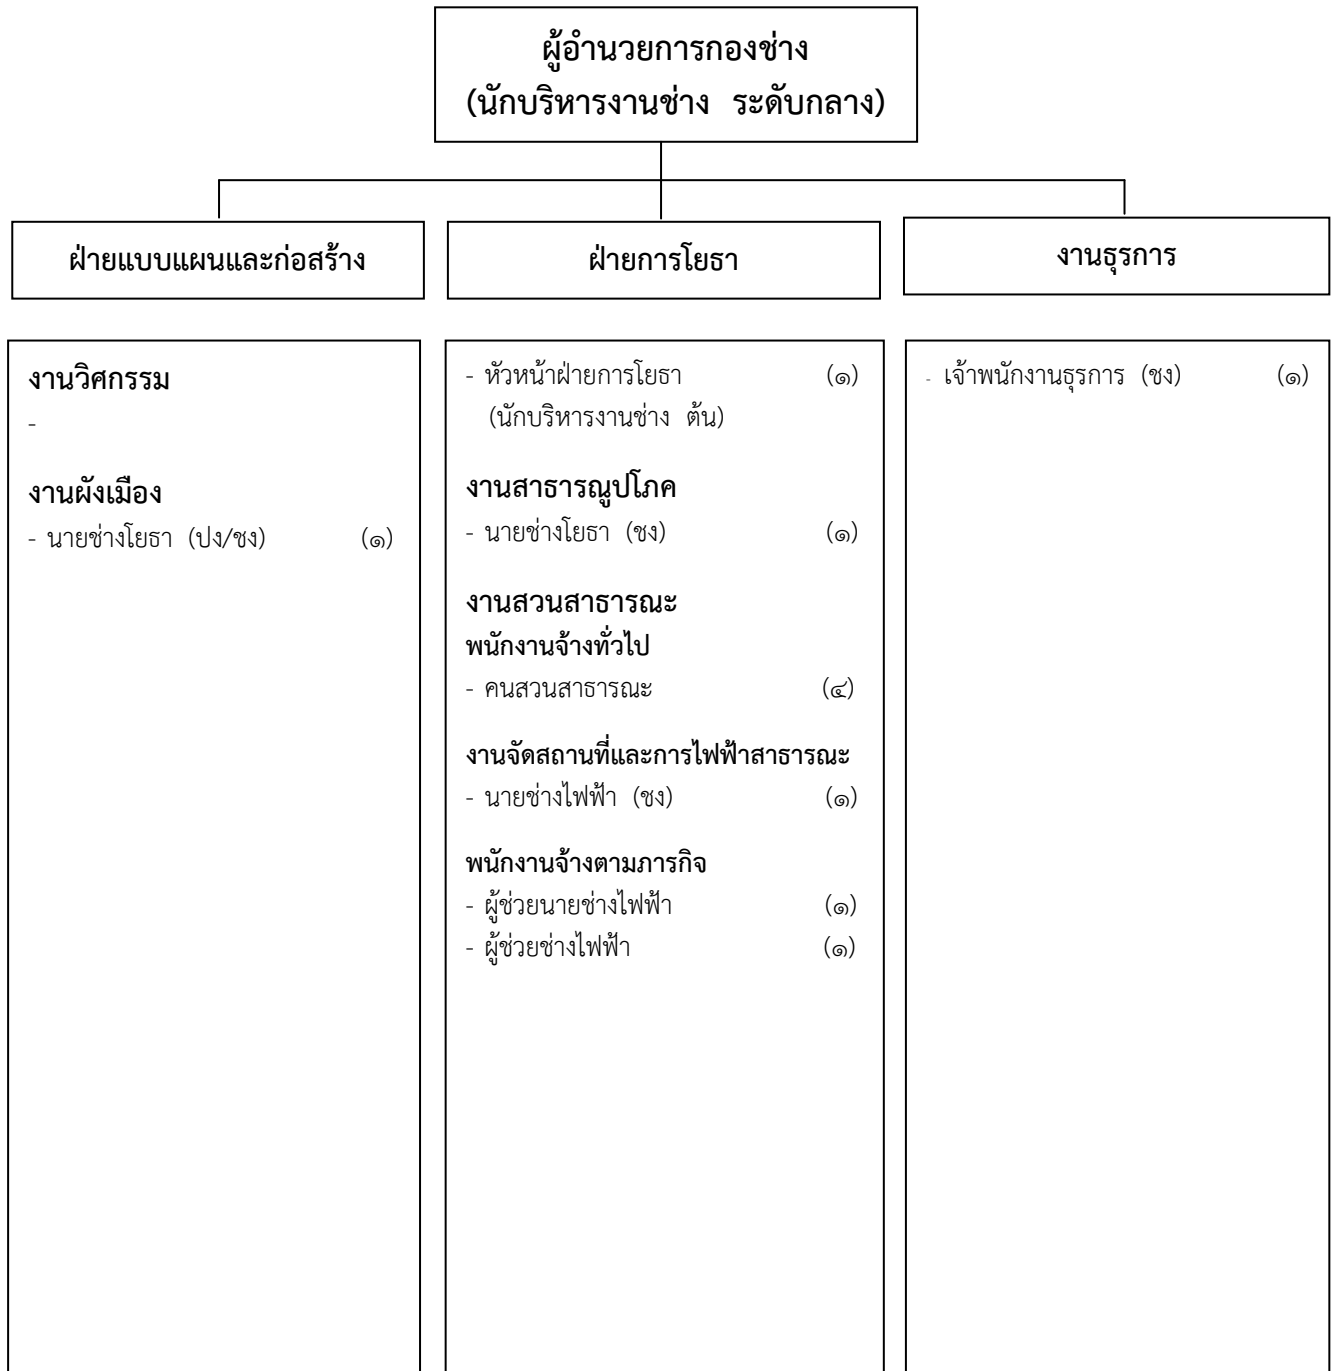 ผู้อำนวยการกองช่าง
(นักบริหารงานช่าง ระดับกลาง)
ฝ่ายแบบแผนและก่อสร้าง
ฝ่ายการโยธา
งานธุรการ
งานวิศกรรม
-
งานผังเมือง
- นายช่างโยธา (ปง/ชง) (๑)
- หัวหน้าฝ่ายการโยธา (๑)
(นักบริหารงานช่าง ต้น)
งานสาธารณูปโภค
- นายช่างโยธา (ชง) (๑)
งานสวนสาธารณะ
พนักงานจ้างทั่วไป
- คนสวนสาธารณะ (๔)
งานจัดสถานที่และการไฟฟ้าสาธารณะ
- นายช่างไฟฟ้า (ชง) (๑)
พนักงานจ้างตามภารกิจ
- ผู้ช่วยนายช่างไฟฟ้า (๑)
- ผู้ช่วยช่างไฟฟ้า (๑)
- เจ้าพนักงานธุรการ (ชง) (๑)